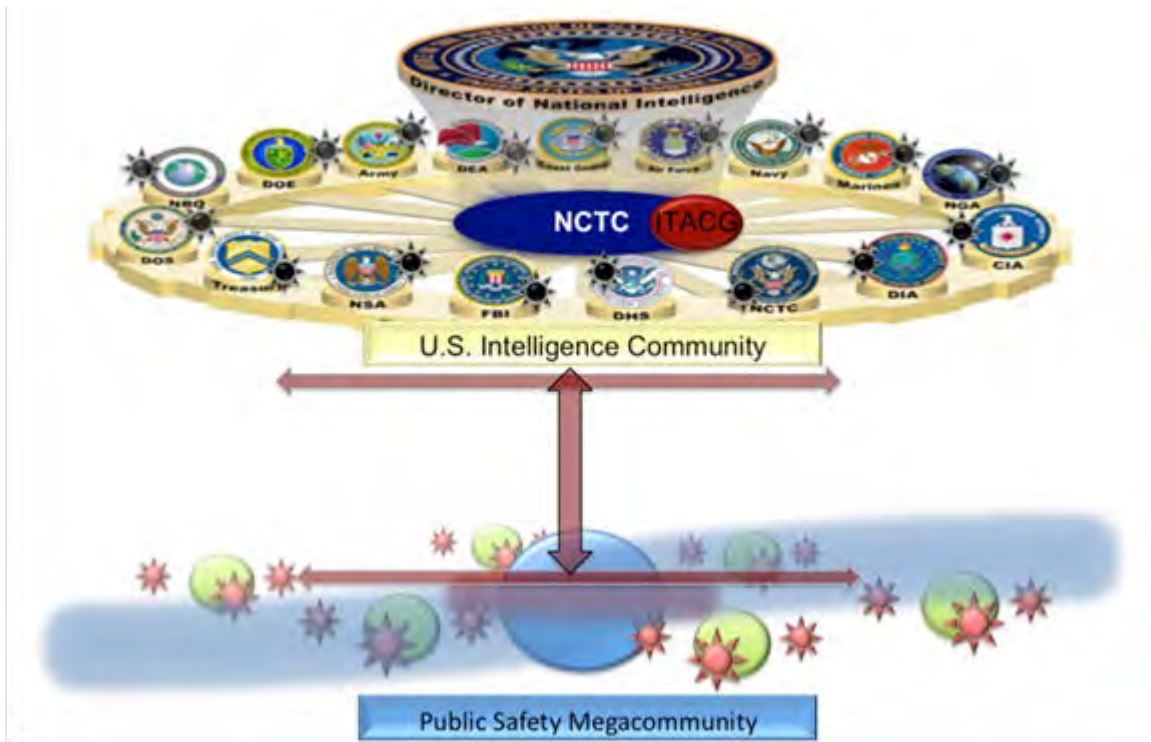 Director of National Intelligence
DOE
Army
DEA
Coast Guard
Air Force
Navy
Marines
NGA
NRO
NCTC
ITACG
DOS
Treasury
NSA
FBI
DHS
NCTC
DIA
CIA
U.S. Intelligence Community
Public Safety Megacommunity